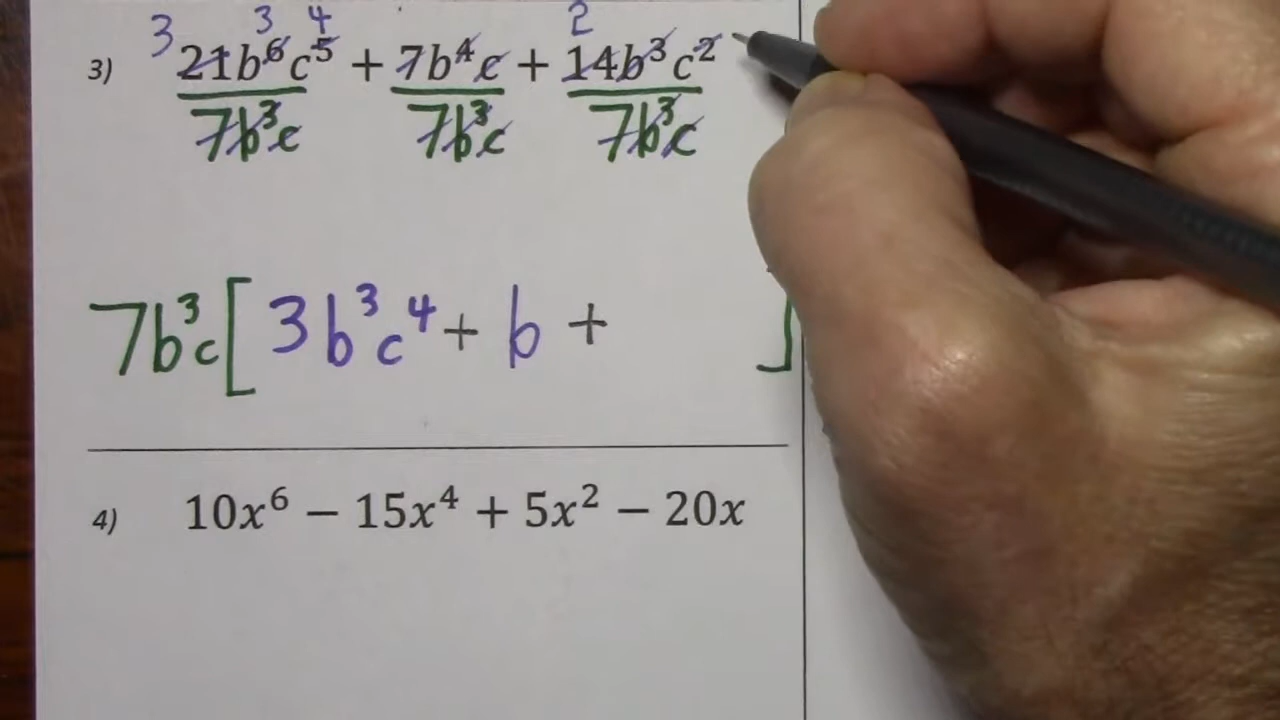 3 3 4 2
3) 21b⁶c⁵ + 7b⁴c + 14b³c²
7b³c 7b³c 7b³c
7b³c[ 3b³c⁴ + b + ]
4) 10x⁶ − 15x⁴ + 5x² − 20x